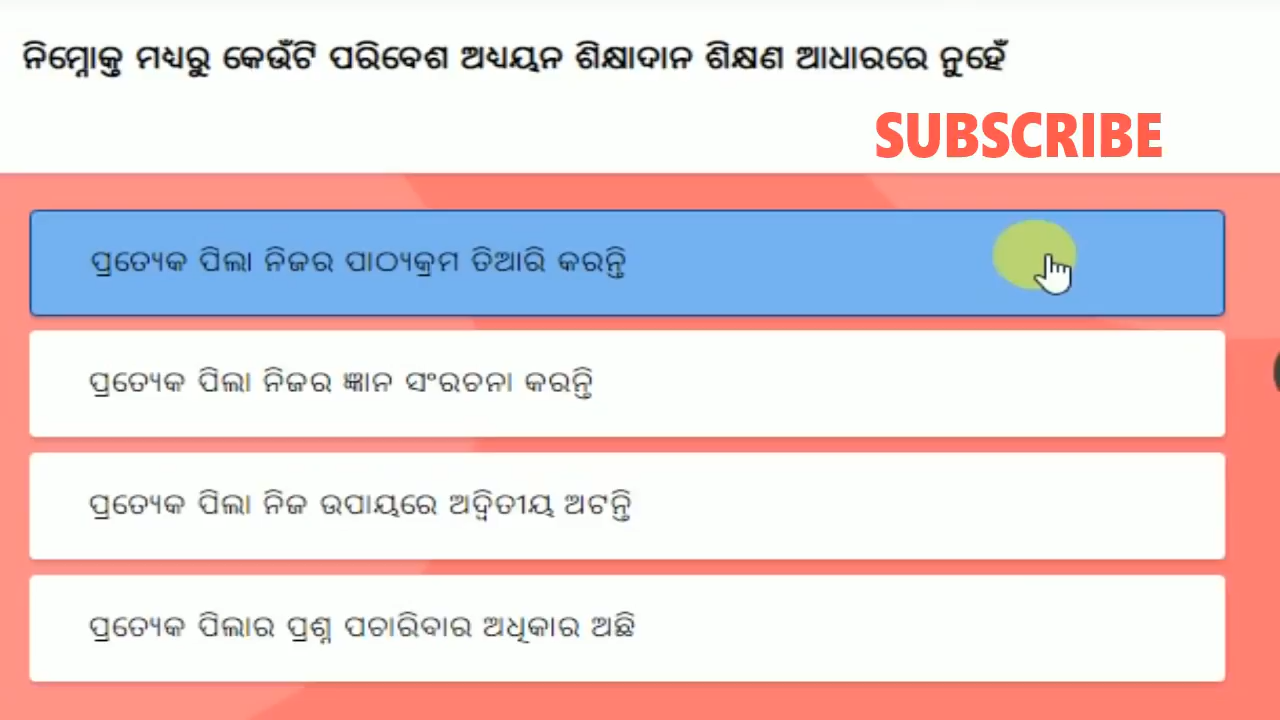 ନିମ୍ନୋକ୍ତ ମଧ୍ୟରୁ କେଉଁଟି ପରିବେଶ ଅଧ୍ୟୟନ ଶିକ୍ଷାଦାନ ଶିକ୍ଷଣ ଆଧାରରେ ନୁହେଁ
SUBSCRIBE
ପ୍ରତ୍ୟେକ ପିଲା ନିଜର ପାଠ୍ୟକ୍ରମ ତିଆରି କରନ୍ତି
ପ୍ରତ୍ୟେକ ପିଲା ନିଜର ଜ୍ଞାନ ସଂରଚନା କରନ୍ତି
ପ୍ରତ୍ୟେକ ପିଲା ନିଜ ଉପାୟରେ ଅଦ୍ୱିତୀୟ ଅଟନ୍ତି
ପ୍ରତ୍ୟେକ ପିଲାର ପ୍ରଶ୍ନ ପଚାରିବାର ଅଧିକାର ଅଛି